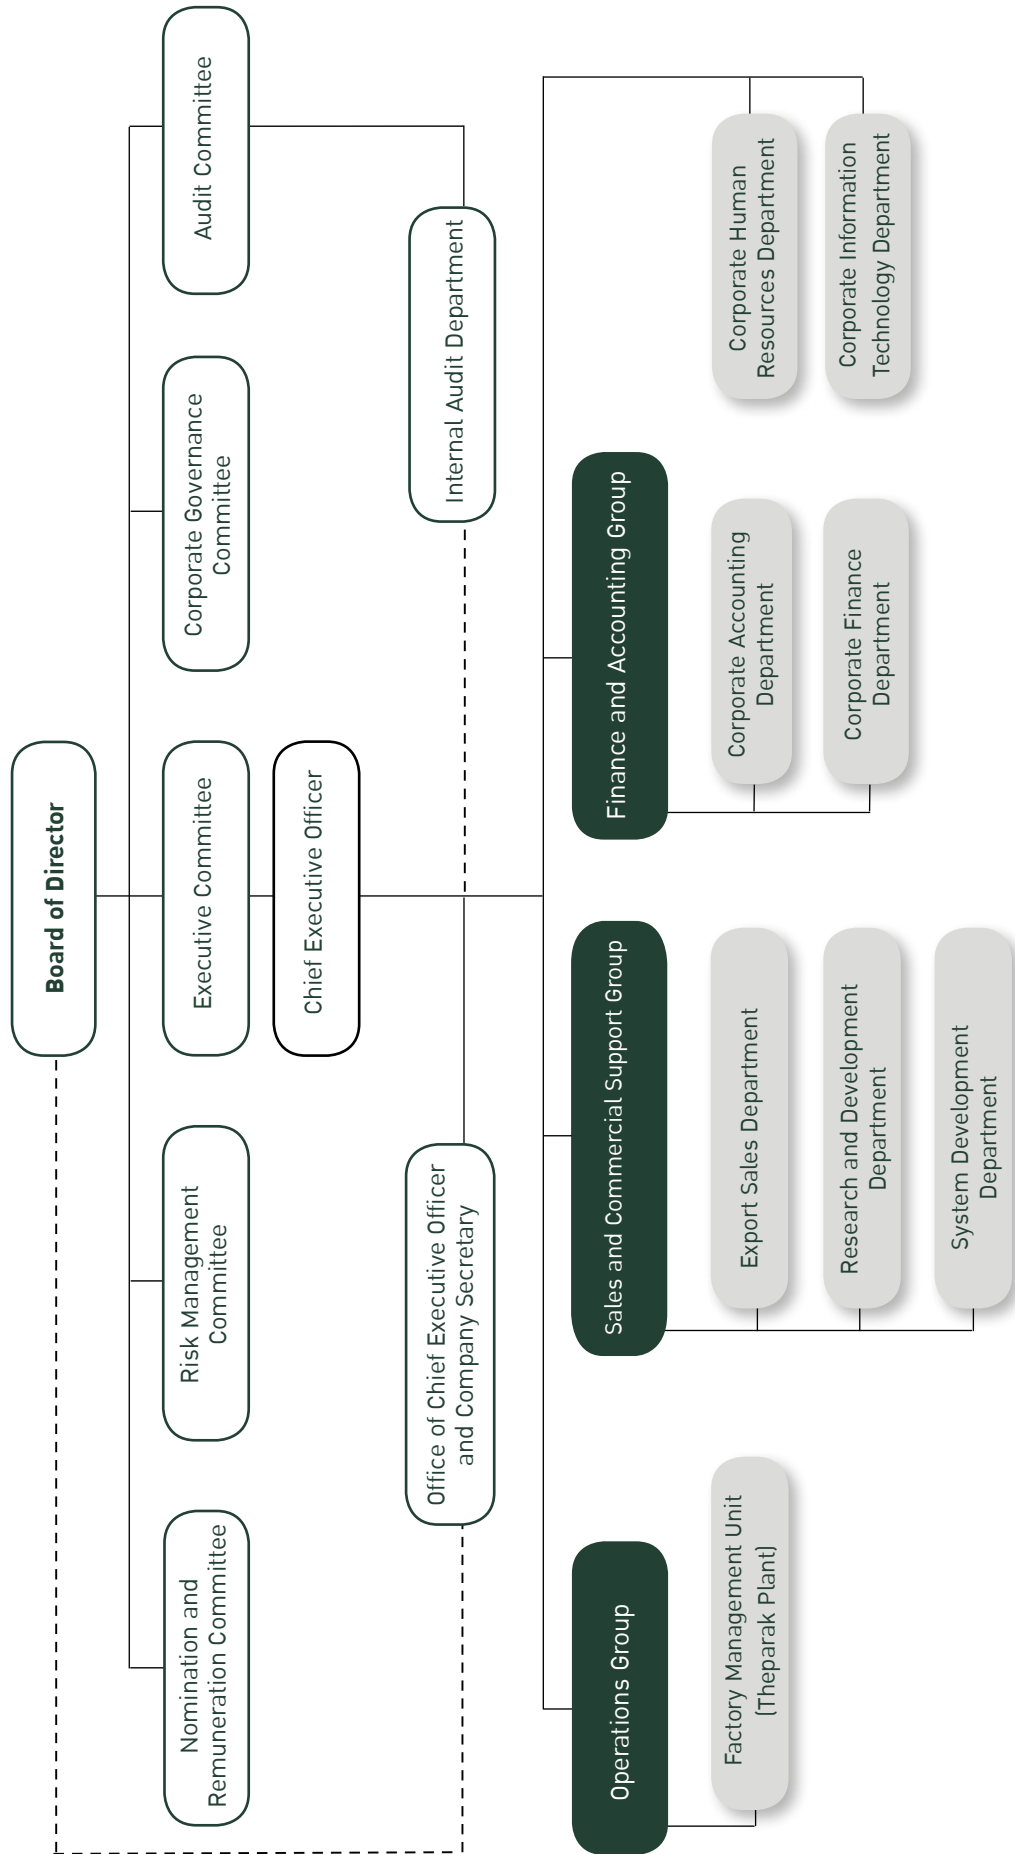 Board of Director
Nomination and
Remuneration Committee
Risk Management
Committee
Executive Committee
Corporate Governance
Committee
Audit Committee
Chief Executive Officer
Office of Chief Executive Officer
and Company Secretary
Internal Audit Department
Operations Group
Sales and Commercial Support Group
Finance and Accounting Group
Factory Management Unit
(Theparak Plant)
Export Sales Department
Research and Development
Department
System Development
Department
Corporate Accounting
Department
Corporate Finance
Department
Corporate Human
Resources Department
Corporate Information
Technology Department